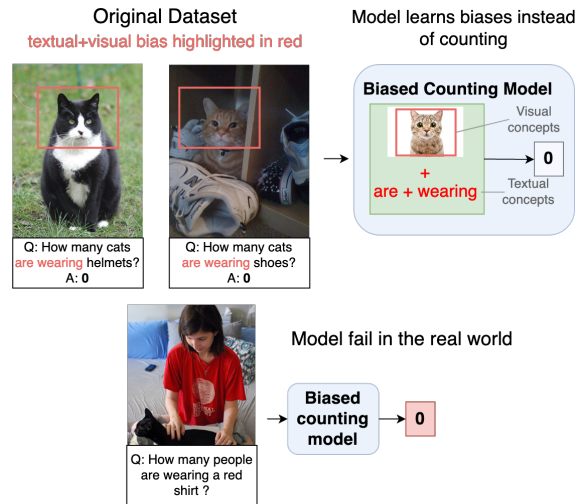 Original Dataset
textual+visual bias highlighted in red
Q: How many cats
are wearing helmets?
A: 0
Q: How many cats
are wearing shoes?
A: 0
Model learns biases instead
of counting
Biased Counting Model
Visual
concepts
+
are + wearing
Textual
concepts
0
Model fail in the real world
Q: How many people
are wearing a red
shirt ?
Biased
counting
model
0